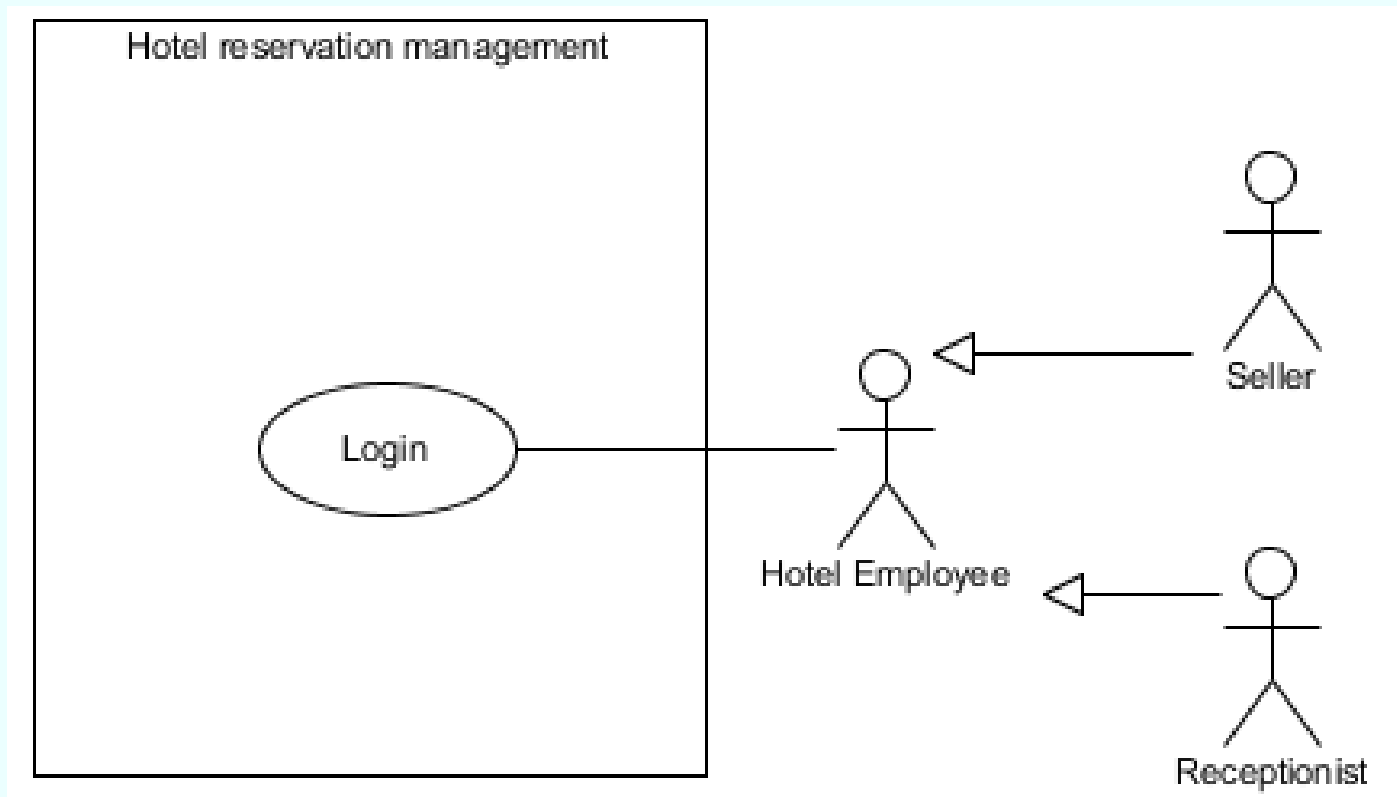 Hotel reservation management
Seller
Login
Hotel Employee
Receptionist